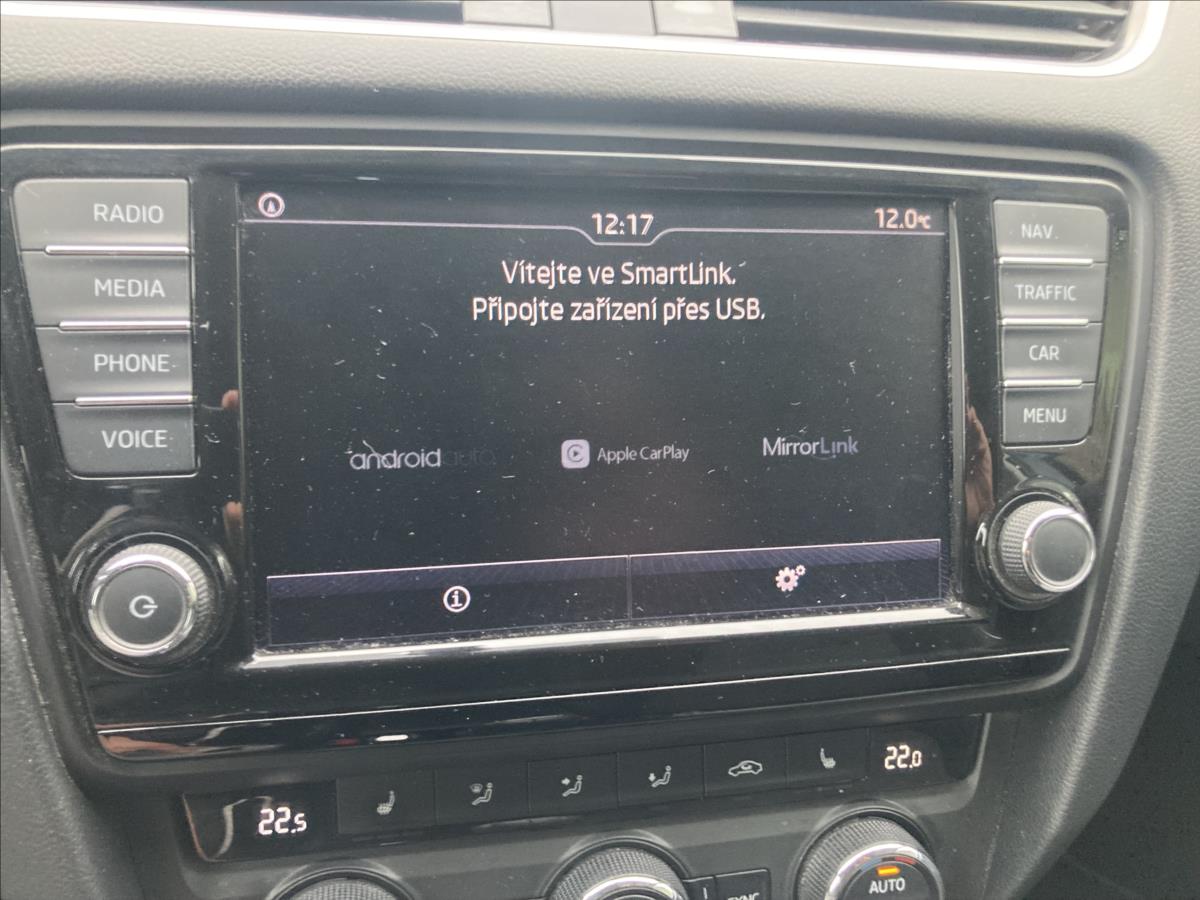 12:17
12.0°C
Vítejte ve SmartLink.
Připojte zařízení přes USB.
android auto
Apple CarPlay
MirrorLink
RADIO
MEDIA
PHONE
VOICE
NAV
TRAFFIC
CAR
MENU
22.5
22.0
AUTO